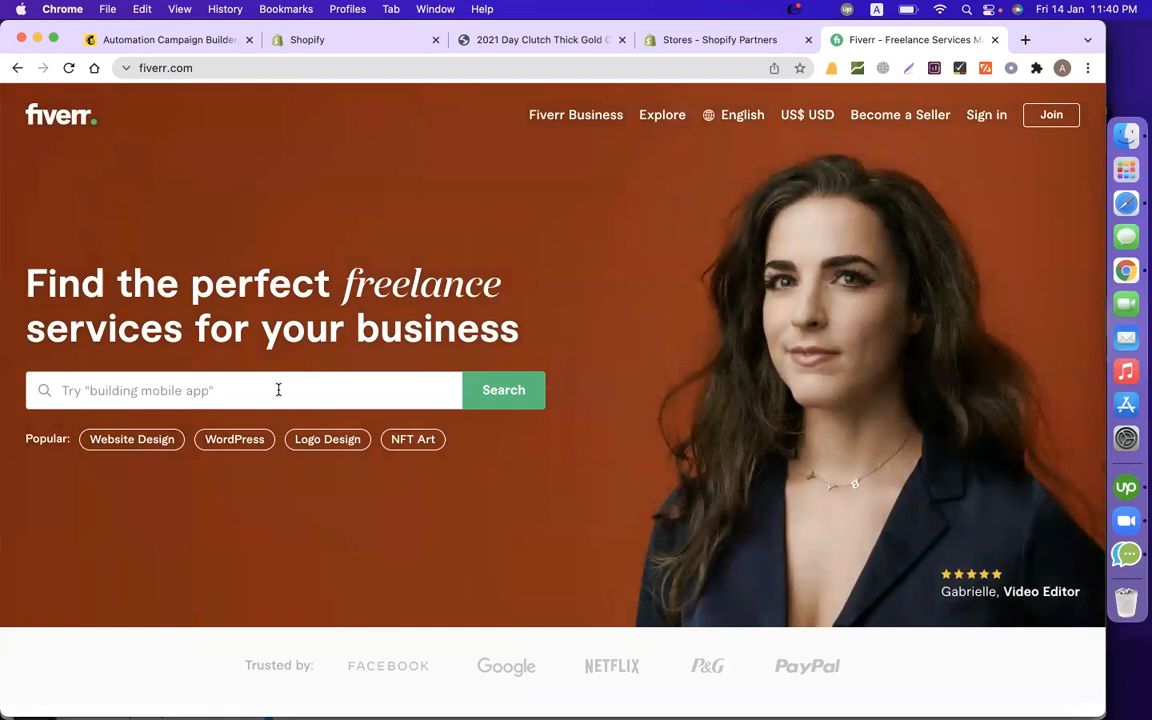 Chrome File Edit View History Bookmarks Profiles Tab Window Help
up A Fri 14 Jan 11:40 PM
Automation Campaign Builder
Shopify
2021 Day Clutch Thick Gold C
Stores - Shopify Partners
Fiverr - Freelance Services M
fiverr.com
A
fiverr.
Fiverr Business Explore English US$ USD Become a Seller Sign in Join
Find the perfect freelance
services for your business
Try "building mobile app" Search
Popular: Website Design WordPress Logo Design NFT Art
up
Gabrielle, Video Editor
Trusted by: FACEBOOK Google NETFLIX P&G PayPal